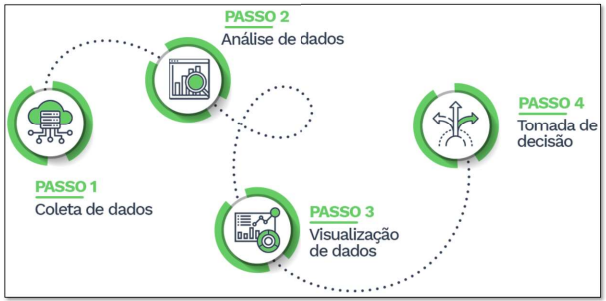 PASSO 1
Coleta de dados
PASSO 2
Análise de dados
PASSO 3
Visualização
de dados
PASSO 4
Tomada de
decisão